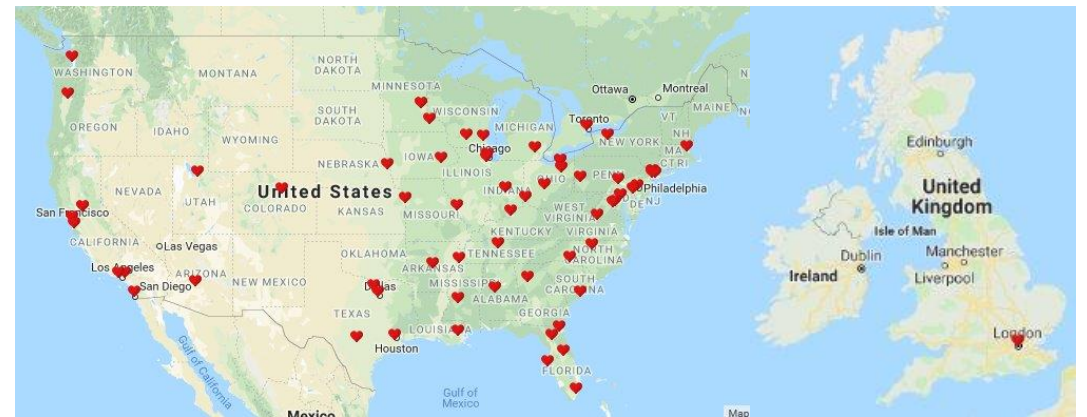 Ottawa
Montreal
WASHINGTON
MONTANA
NORTH
DAKOTA
MINNESOTA
MAINE
VT
NH
OREGON
IDAHO
WYOMING
SOUTH
DAKOTA
WISCONSIN
MICHIGAN
Toronto
NEW YORK
MA
CT RI
NEBRASKA
IOWA
Chicago
ILLINOIS
INDIANA
OHIO
PENN
Philadelphia
DE NJ
NEVADA
UTAH
COLORADO
United States
KANSAS
MISSOURI
WEST
VIRGINIA
KENTUCKY
VIRGINIA
San Francisco
CALIFORNIA
Las Vegas
OKLAHOMA
ARKANSAS
TENNESSEE
NORTH
CAROLINA
Los Angeles
San Diego
ARIZONA
NEW MEXICO
Dallas
MISSISSIPPI
ALABAMA
SOUTH
CAROLINA
GEORGIA
TEXAS
LOUISIANA
Houston
FLORIDA
Gulf of
California
Gulf of
Mexico
Mexico
Map
Edinburgh
United
Kingdom
Isle of Man
Dublin
Ireland
Manchester
Liverpool
London